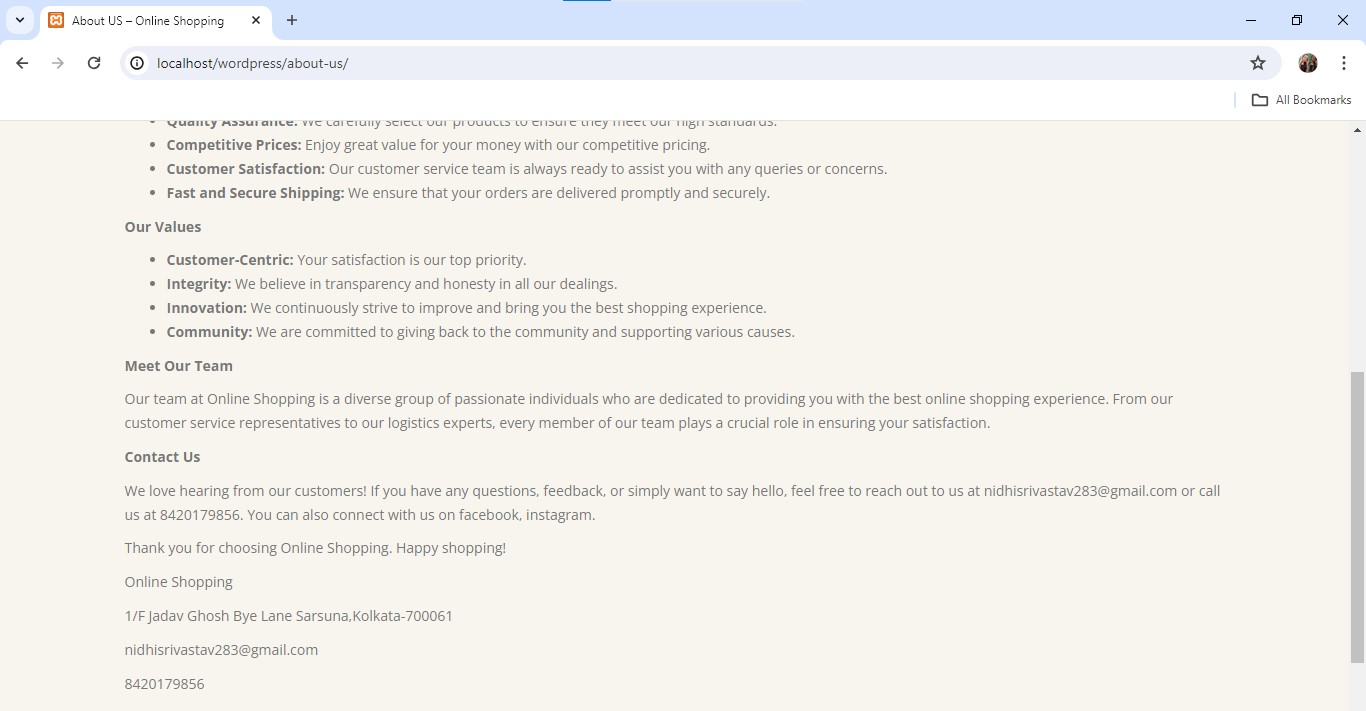 About US – Online Shopping
localhost/wordpress/about-us/
All Bookmarks
Quality Assurance: We carefully select our products to ensure they meet our high standards.
Competitive Prices: Enjoy great value for your money with our competitive pricing.
Customer Satisfaction: Our customer service team is always ready to assist you with any queries or concerns.
Fast and Secure Shipping: We ensure that your orders are delivered promptly and securely.
Our Values
Customer-Centric: Your satisfaction is our top priority.
Integrity: We believe in transparency and honesty in all our dealings.
Innovation: We continuously strive to improve and bring you the best shopping experience.
Community: We are committed to giving back to the community and supporting various causes.
Meet Our Team
Our team at Online Shopping is a diverse group of passionate individuals who are dedicated to providing you with the best online shopping experience. From our
customer service representatives to our logistics experts, every member of our team plays a crucial role in ensuring your satisfaction.
Contact Us
We love hearing from our customers! If you have any questions, feedback, or simply want to say hello, feel free to reach out to us at nidhisrivastav283@gmail.com or call
us at 8420179856. You can also connect with us on facebook, instagram.
Thank you for choosing Online Shopping. Happy shopping!
Online Shopping
1/F Jadav Ghosh Bye Lane Sarsuna,Kolkata-700061
nidhisrivastav283@gmail.com
8420179856